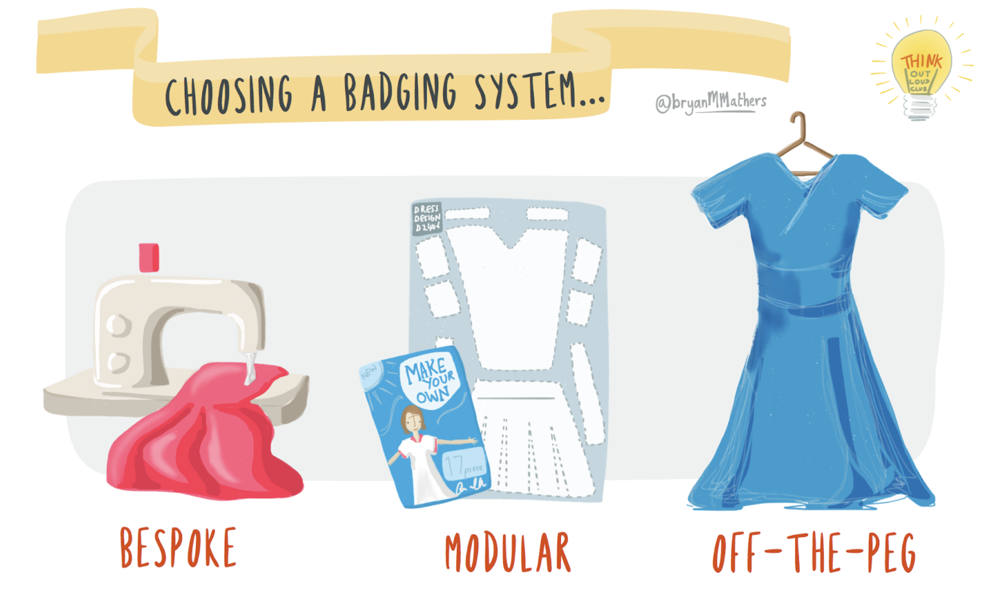 CHOOSING A BADGING SYSTEM...
@bryanMMathers
THINK
OUT
LOUD
CLUB
DRESS
DESIGN
NEW
MAKE
YOUR
OWN
17 piece
BESPOKE
MODULAR
OFF-THE-PEG